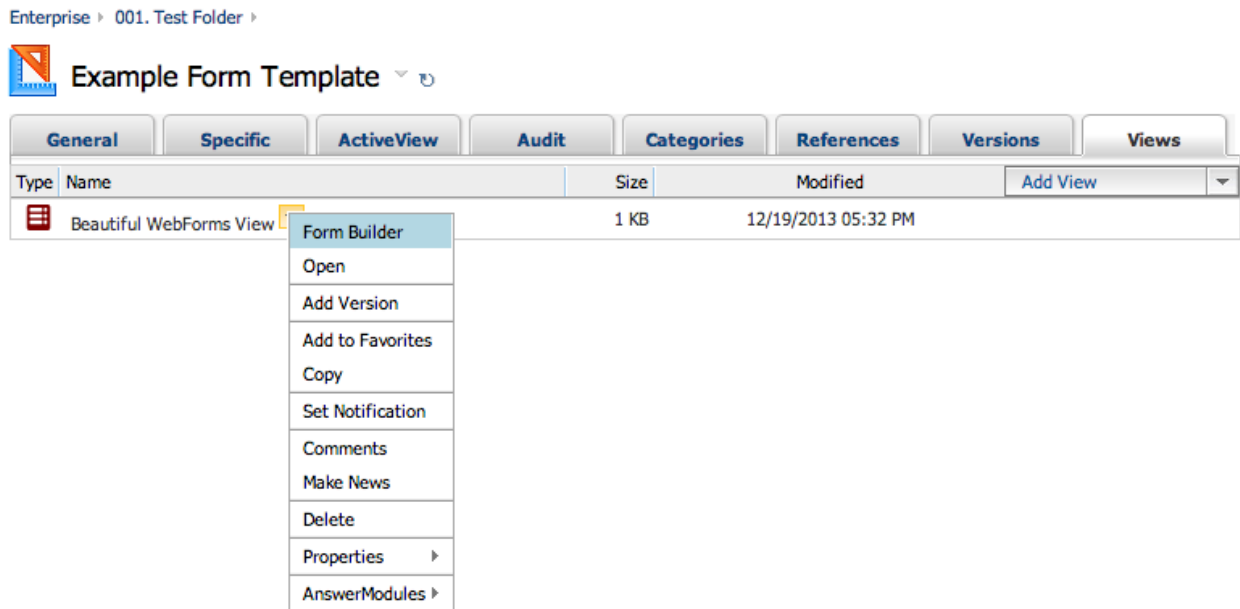 Enterprise 001. Test Folder
Example Form Template
General Specific ActiveView Audit Categories References Versions Views
Type Name Size Modified Add View
Beautiful WebForms View 1 KB 12/19/2013 05:32 PM
Form Builder
Open
Add Version
Add to Favorites
Copy
Set Notification
Comments
Make News
Delete
Properties
AnswerModules